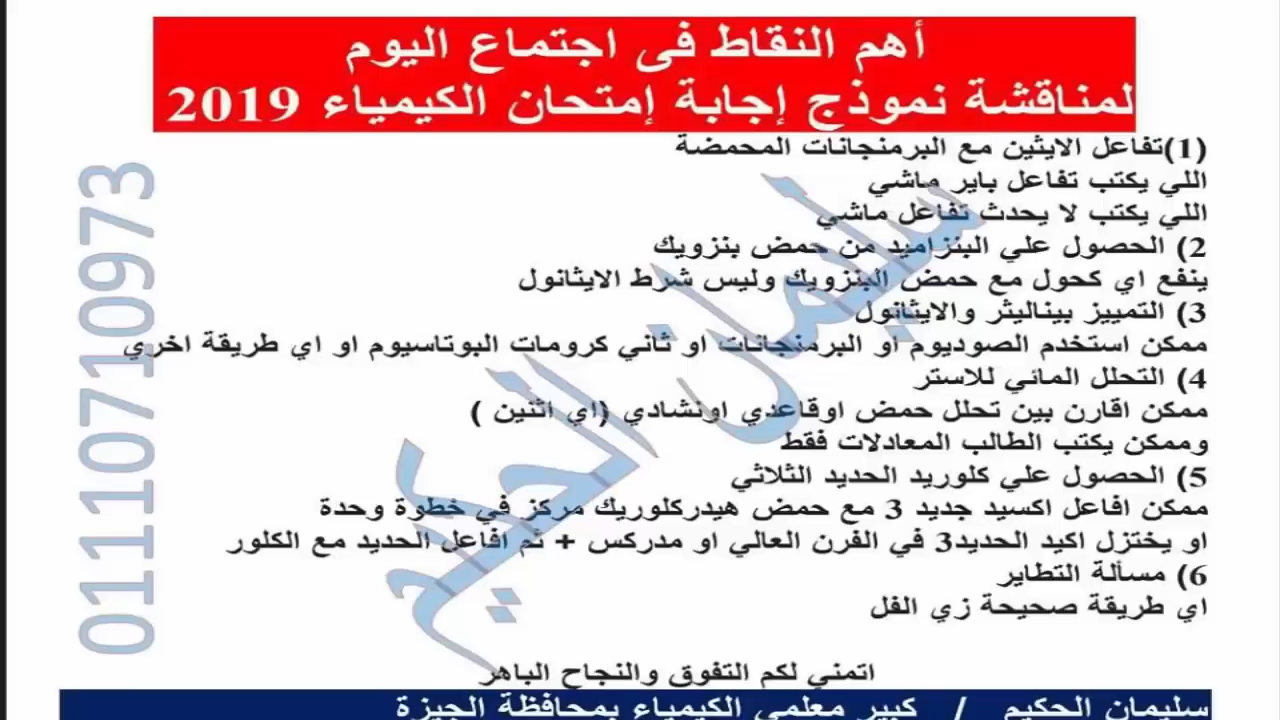 أهم النقاط فى اجتماع اليوم
لمناقشة نموذج إجابة إمتحان الكيمياء 2019
(1)تفاعل الايثين مع البرمنجانات المحمضة
اللي يكتب تفاعل باير ماشي
اللي يكتب لا يحدث تفاعل ماشي
2) الحصول علي البنزاميد من حمض بنزويك
ينفع اي كحول مع حمض البنزويك وليس شرط الايثانول
3) التمييز بيناليثر والايثانول
ممكن استخدم الصوديوم او البرمنجانات او ثاني كرومات البوتاسيوم او اي طريقة اخري
4) التحلل المائي للاستر
ممكن اقارن بين تحلل حمض اوقاعدي اونشادي (اي اثنين )
وممكن يكتب الطالب المعادلات فقط
5) الحصول علي كلوريد الحديد الثلاثي
ممكن افاعل اكسيد جديد 3 مع حمض هيدركلوريك مركز في خطوة وحدة
او يختزل اكيد الحديد3 في الفرن العالي او مدركس + ثم افاعل الحديد مع الكلور
6) مسألة التطاير
اي طريقة صحيحة زي الفل
اتمني لكم التفوق والنجاح الباهر
سليمان الحكيم / كبير معلمي الكيمياء بمحافظة الجيزة
سليمان الحكيم
01110710973